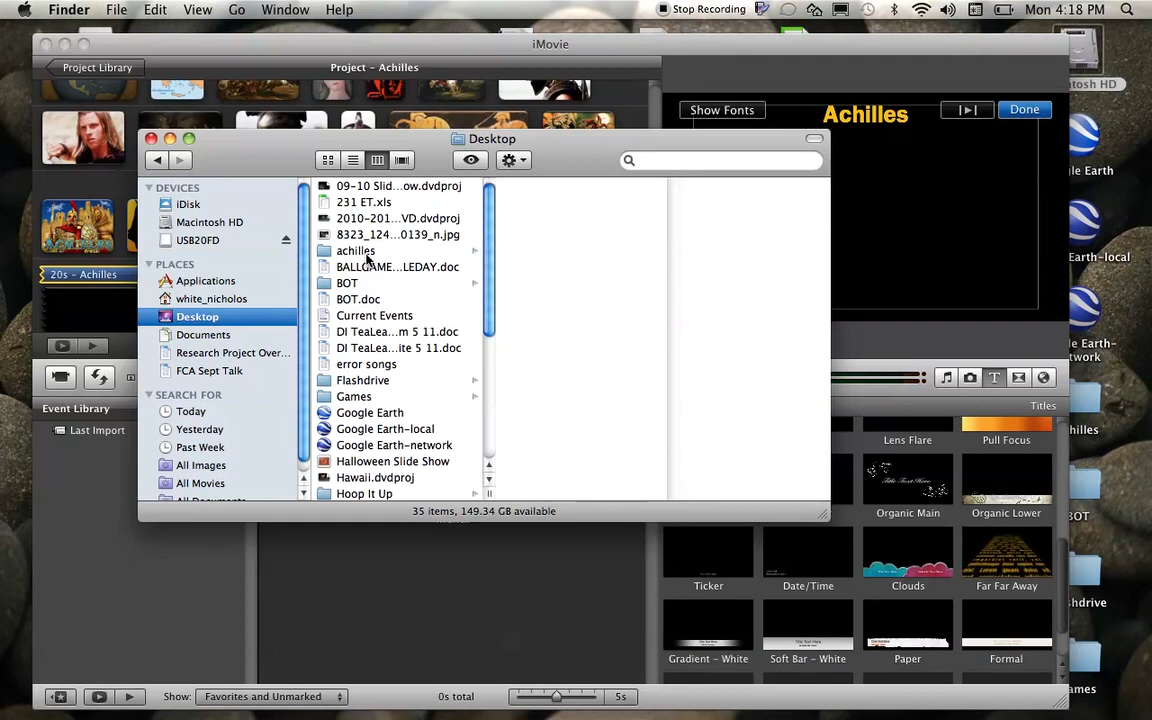 Finder File Edit View Go Window Help Stop Recording Mon 4:18 PM
iMovie
Project Library Project - Achilles
Show Fonts Achilles Done
Desktop
DEVICES
iDisk
Macintosh HD
USB20FD
PLACES
Applications
white_nicholos
Desktop
Documents
Research Project Over...
FCA Sept Talk
SEARCH FOR
Today
Yesterday
Past Week
All Images
All Movies
09-10 Slid...ow.dvdproj
231 ET.xls
2010-201...VD.dvdproj
8323_124...0139_n.jpg
achilles
BALLGAME...LEDAY.doc
BOT
BOT.doc
Current Events
DI TeaLea...m 5 11.doc
DI TeaLea...ite 5 11.doc
error songs
Flashdrive
Games
Google Earth
Google Earth-local
Google Earth-network
Halloween Slide Show
Hawaii.dvdproj
Hoop It Up
35 items, 149.34 GB available
ACHILLES
20s - Achilles
Event Library
Last Import
Titles
Lens Flare Pull Focus
Organic Main Organic Lower
Ticker Date/Time Clouds Far Far Away
Gradient - White Soft Bar - White Paper Formal
Show: Favorites and Unmarked 0s total 5s
ntosh HD
gle Earth
e Earth-local
le Earth-
etwork
hilles
BOT
shdrive
ames